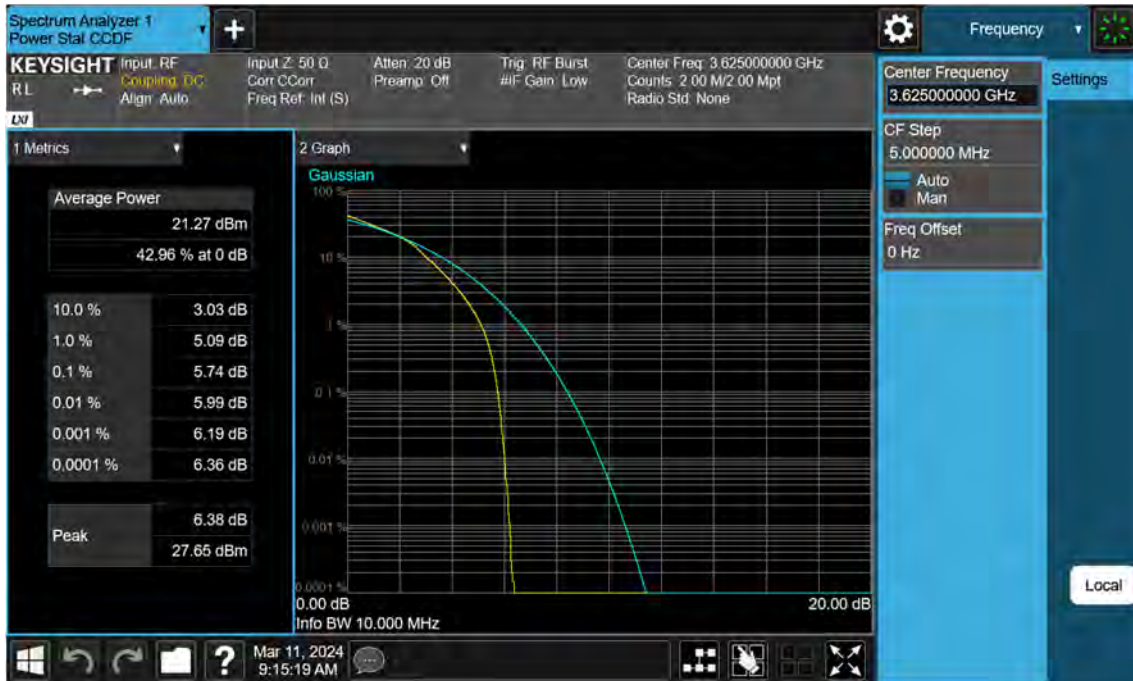 Spectrum Analyzer 1
Power Stat CCDF
Frequency
KEYSIGHT
RL
LXI
Input: RF
Coupling: DC
Align: Auto
Input Z: 50 Ω
Corr CCorr
Freq Ref: Int (S)
Atten: 20 dB
Preamp: Off
Trig: RF Burst
#IF Gain: Low
Center Freq: 3.625000000 GHz
Counts: 2.00 M/2.00 Mpt
Radio Std: None
Center Frequency
3.625000000 GHz
Settings
CF Step
5.000000 MHz
Auto
Man
Freq Offset
0 Hz
Local
1 Metrics
Average Power
21.27 dBm
42.96 % at 0 dB
10.0 % 3.03 dB
1.0 % 5.09 dB
0.1 % 5.74 dB
0.01 % 5.99 dB
0.001 % 6.19 dB
0.0001 % 6.36 dB
Peak
6.38 dB
27.65 dBm
2 Graph
Gaussian
100 %
10 %
1 %
0.1 %
0.01 %
0.001 %
0.0001 %
0.00 dB 20.00 dB
Info BW 10.000 MHz
?
Mar 11, 2024
9:15:19 AM